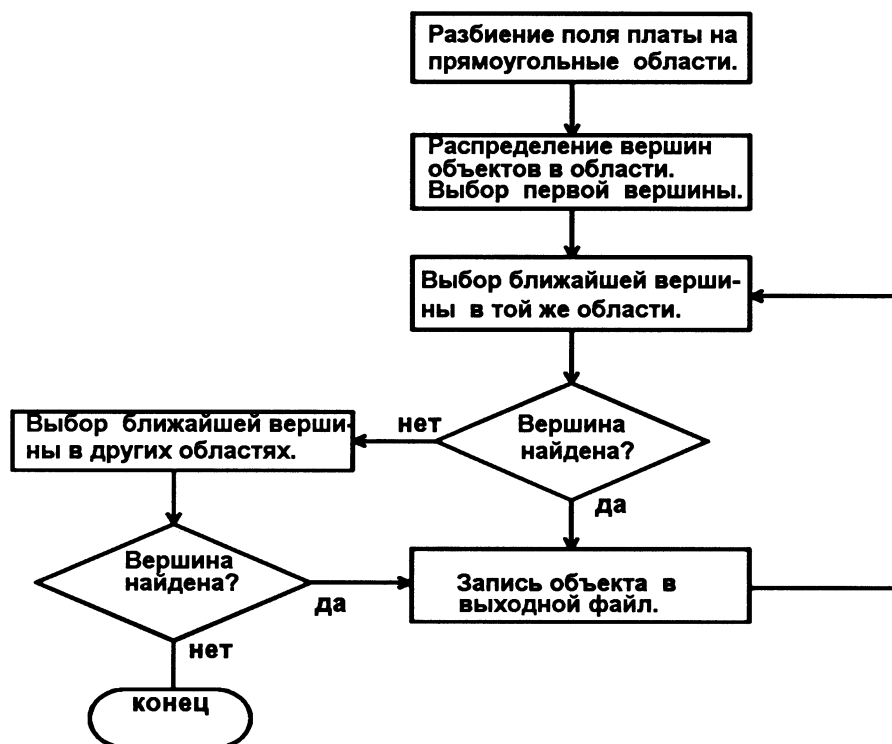 Разбиение поля платы на
прямоугольные области.
Распределение вершин
объектов в области.
Выбор первой вершины.
Выбор ближайшей верши-
ны в той же области.
Вершина
найдена?
нет
да
Выбор ближайшей верши-
ны в других областях.
Вершина
найдена?
да
нет
Запись объекта в
выходной файл.
конец